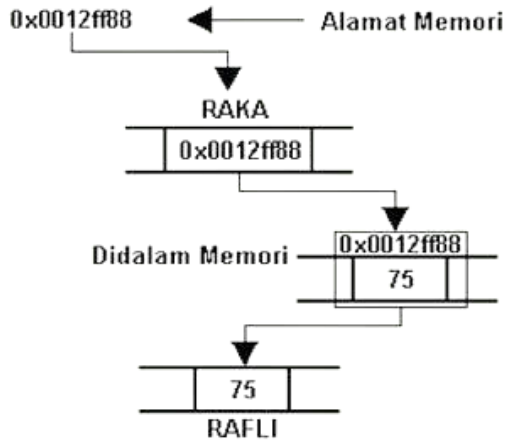 0x0012ff88
Alamat Memori
RAKA
0x0012ff88
0x0012ff88
Didalam Memori
75
75
RAFLI